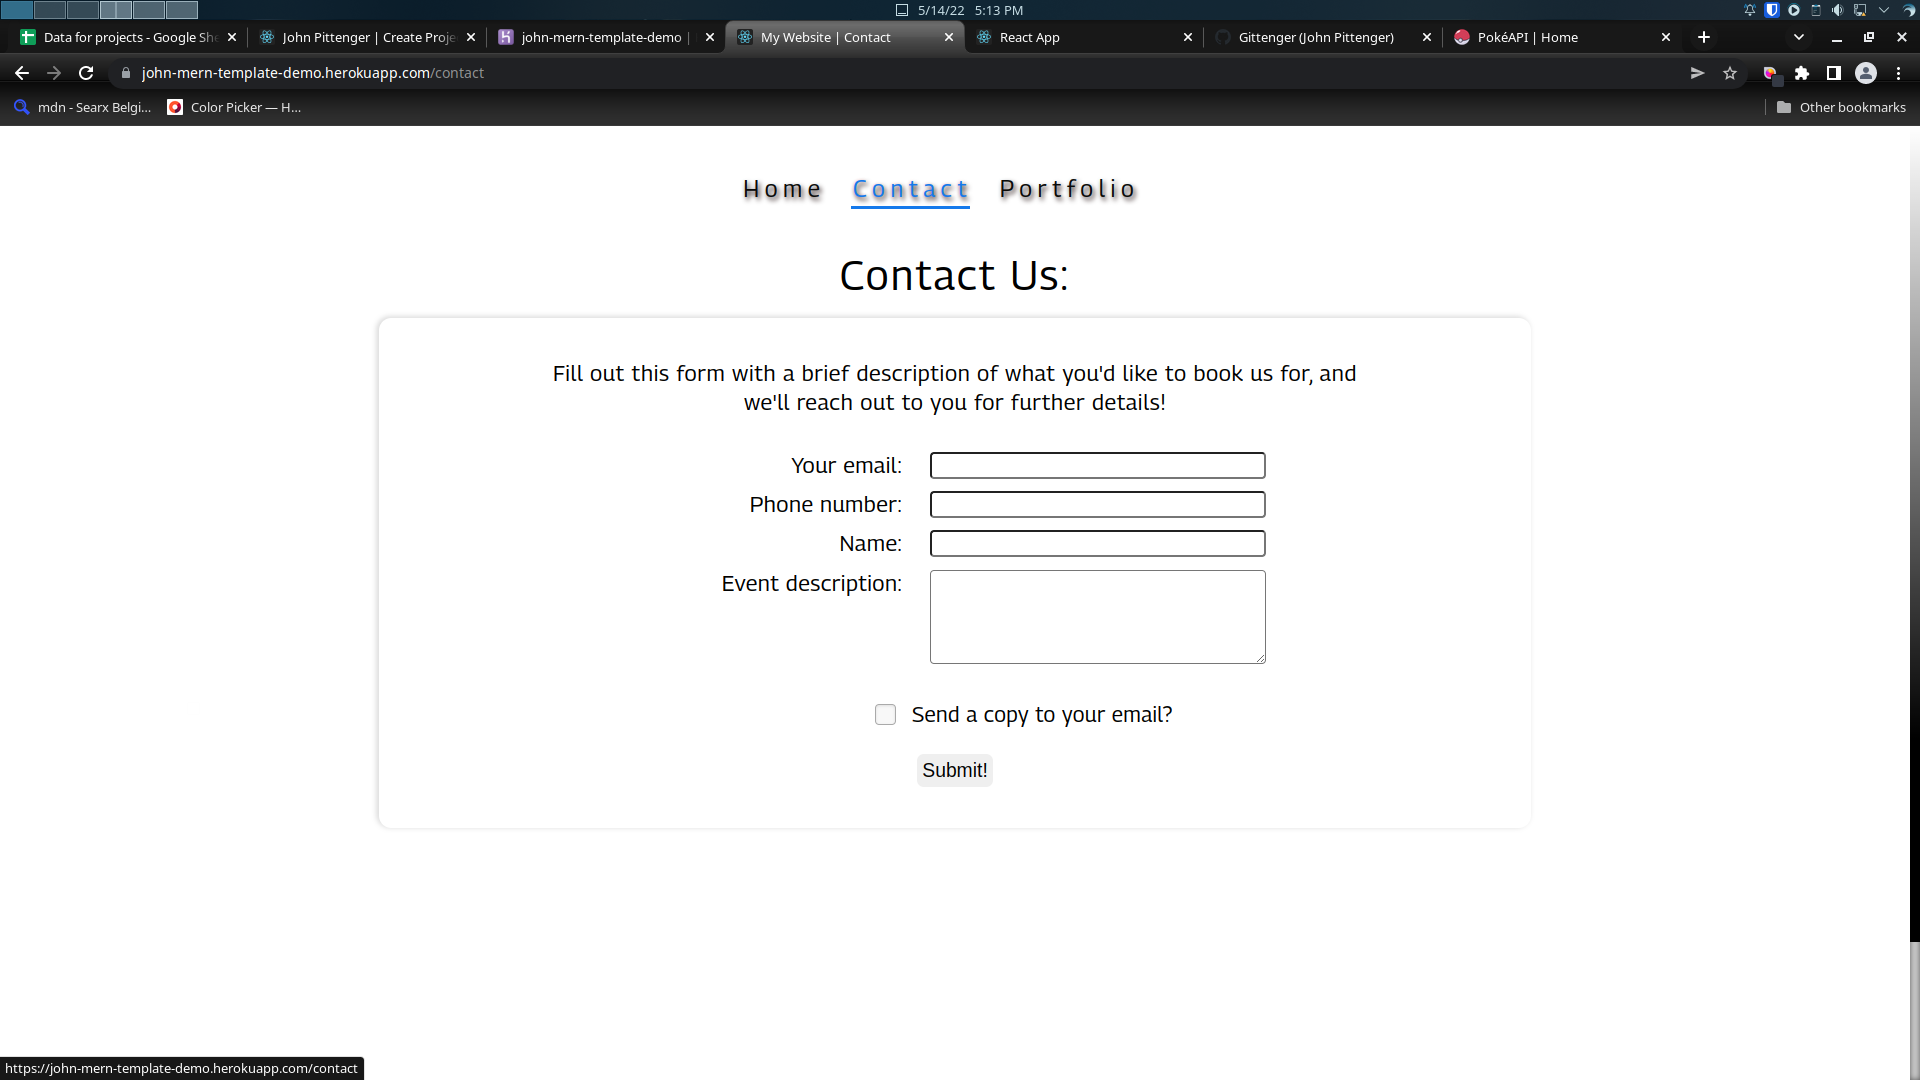 5/14/22 5:13 PM
Data for projects - Google She
John Pittenger | Create Proje
john-mern-template-demo |
My Website | Contact
React App
Gittenger (John Pittenger)
PokéAPI | Home
john-mern-template-demo.herokuapp.com/contact
mdn - Searx Belgi...
Color Picker — H...
Other bookmarks
Home Contact Portfolio
Contact Us:
Fill out this form with a brief description of what you'd like to book us for, and
we'll reach out to you for further details!
Your email:
Phone number:
Name:
Event description:
Send a copy to your email?
Submit!
https://john-mern-template-demo.herokuapp.com/contact